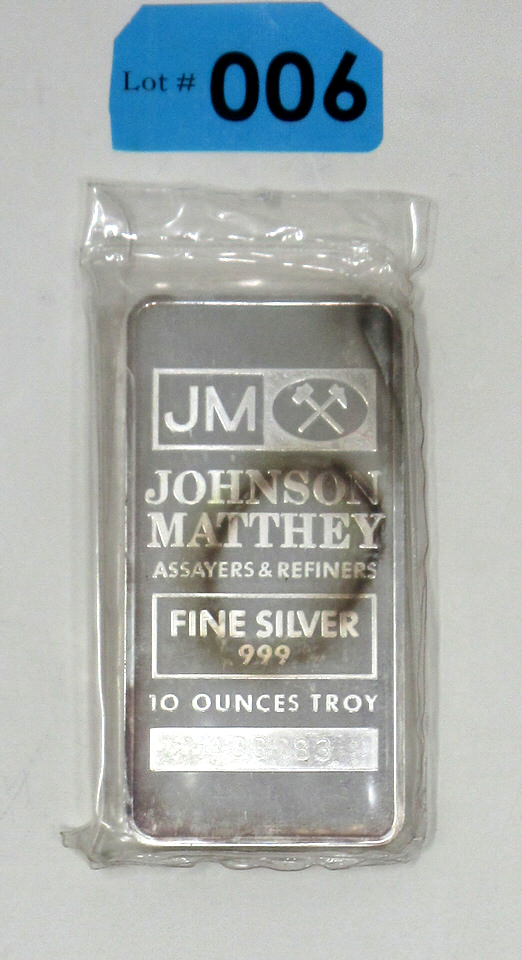 Lot # 006
JM
JOHNSON
MATTHEY
ASSAYERS & REFINERS
FINE SILVER
999
10 OUNCES TROY